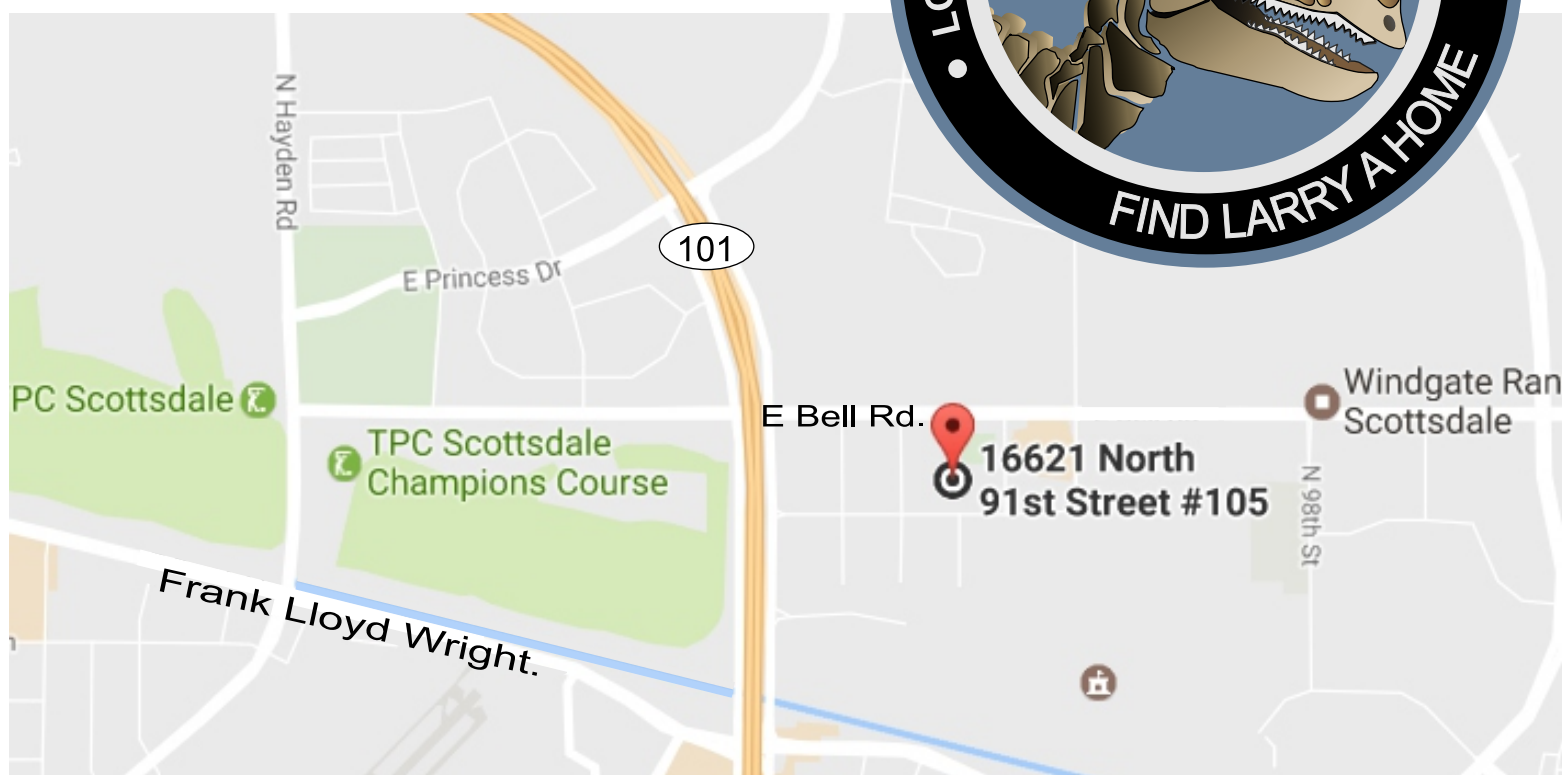 LO
FIND LARRY A HOME
N Hayden Rd
101
E Princess Dr
PC Scottsdale
E Bell Rd.
Windgate Ran
Scottsdale
TPC Scottsdale
Champions Course
16621 North
91st Street #105
N 98th St
Frank Lloyd Wright.
n